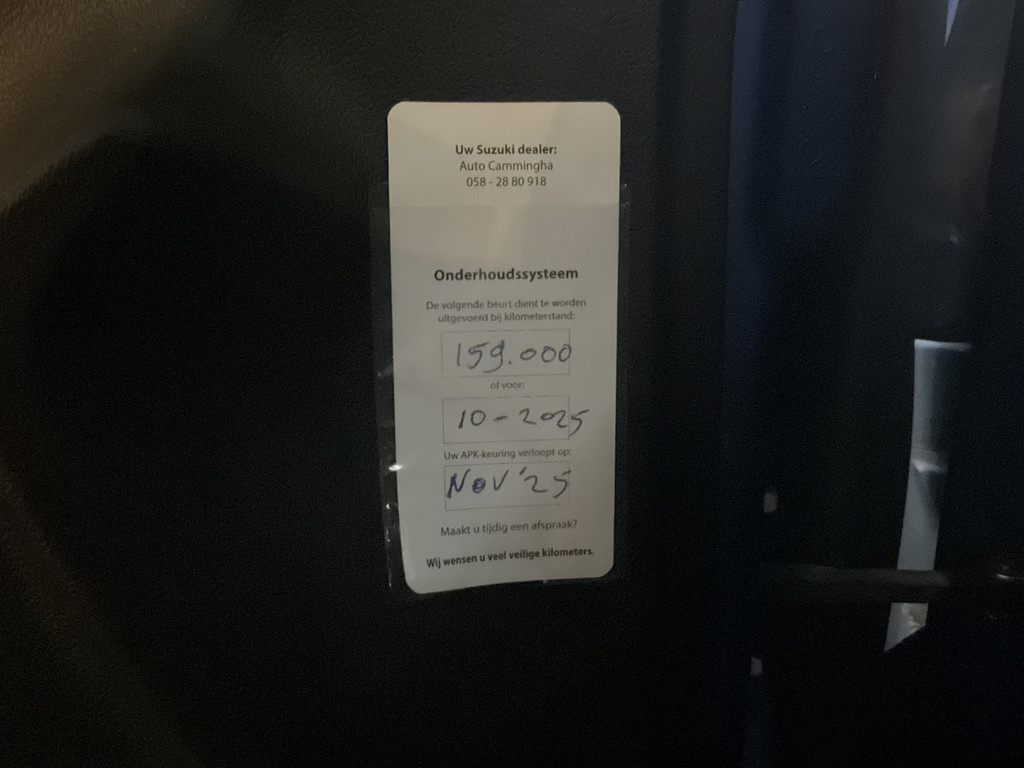 Uw Suzuki dealer:
Auto Cammingha
058 - 28 80 918
Onderhoudssysteem
De volgende beurt dient te worden
uitgevoerd bij kilometerstand:
159.000
of voor:
10-2025
Uw APK-keuring verloopt op:
NOV '25
Maakt u tijdig een afspraak?
Wij wensen u veel veilige kilometers.